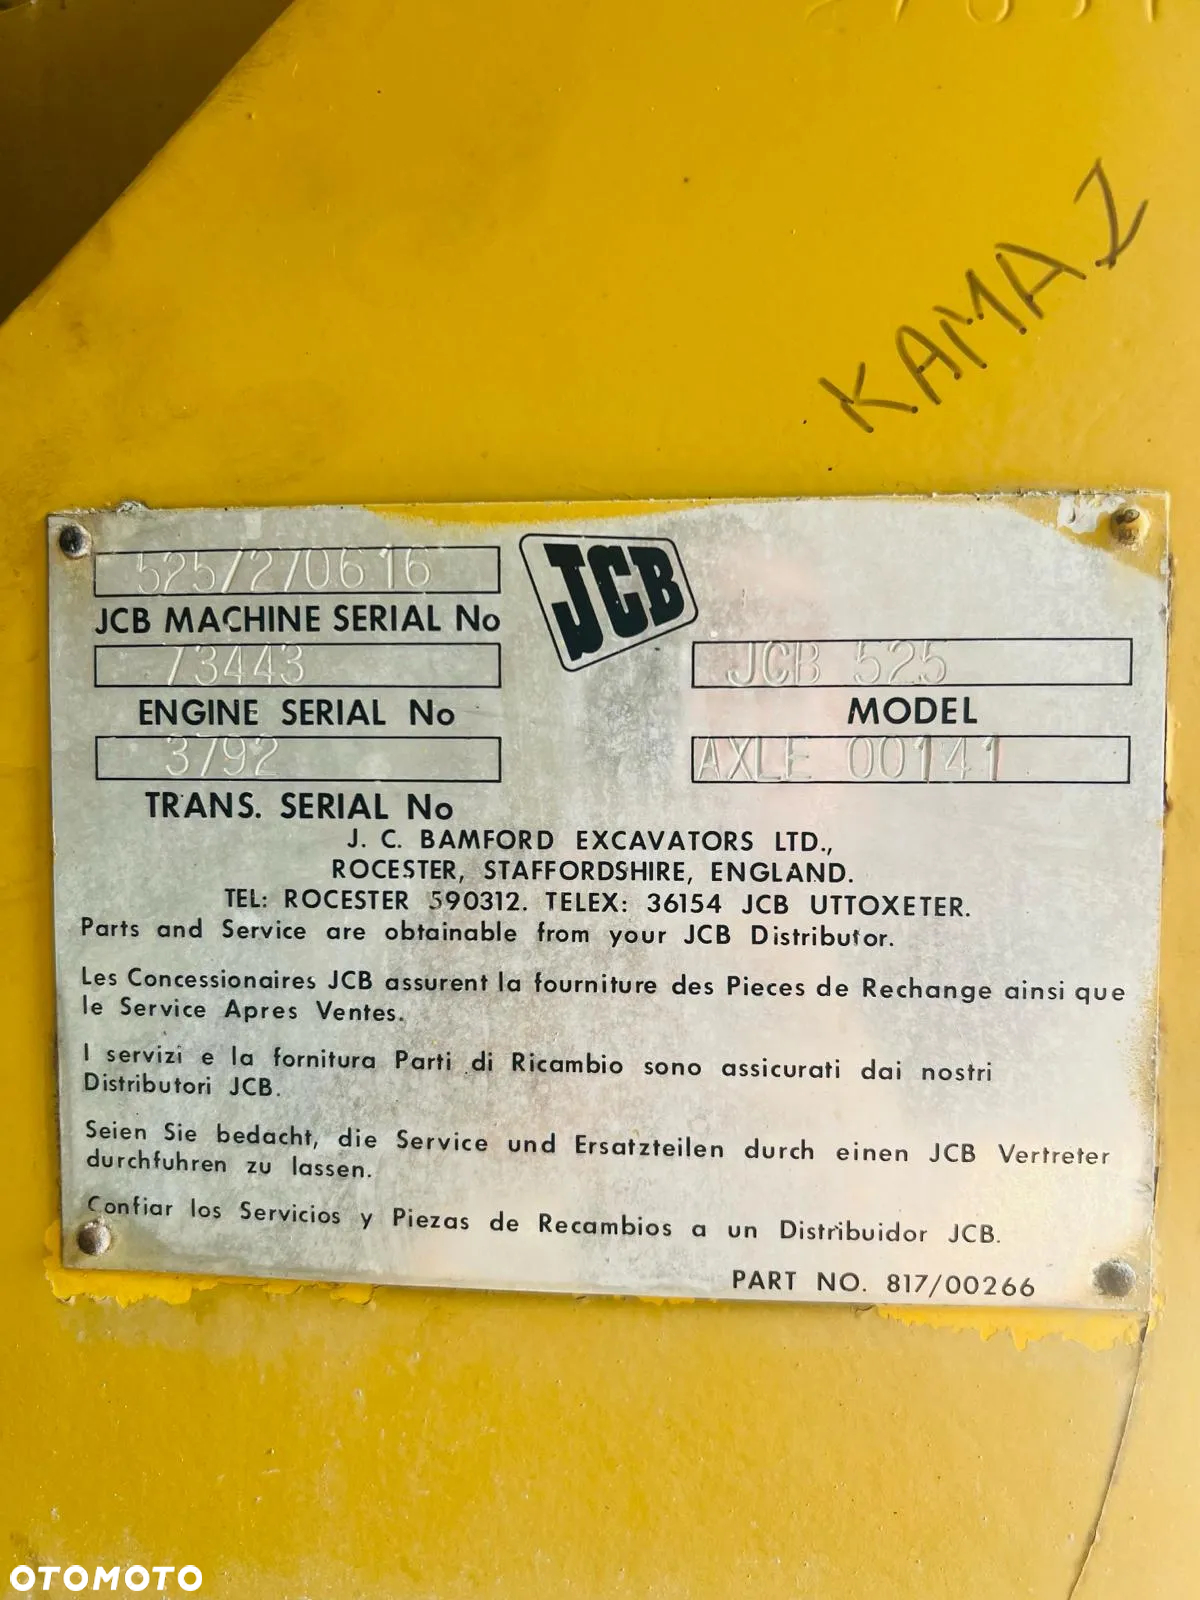 KAMAZ
525/270616
JCB MACHINE SERIAL No
JCB
73443
ENGINE SERIAL No
JCB 525
MODEL
3792
TRANS. SERIAL No
AXLE 00141
J. C. BAMFORD EXCAVATORS LTD.,
ROCESTER, STAFFORDSHIRE, ENGLAND.
TEL: ROCESTER 590312. TELEX: 36154 JCB UTTOXETER.
Parts and Service are obtainable from your JCB Distributor.
Les Concessionaires JCB assurent la fourniture des Pieces de Rechange ainsi que
le Service Apres Ventes.
I servizi e la fornitura Parti di Ricambio sono assicurati dai nostri
Distributori JCB.
Seien Sie bedacht, die Service und Ersatzteilen durch einen JCB Vertreter
durchfuhren zu lassen.
Confiar los Servicios y Piezas de Recambios a un Distribuidor JCB.
PART NO. 817/00266
OTOMOTO